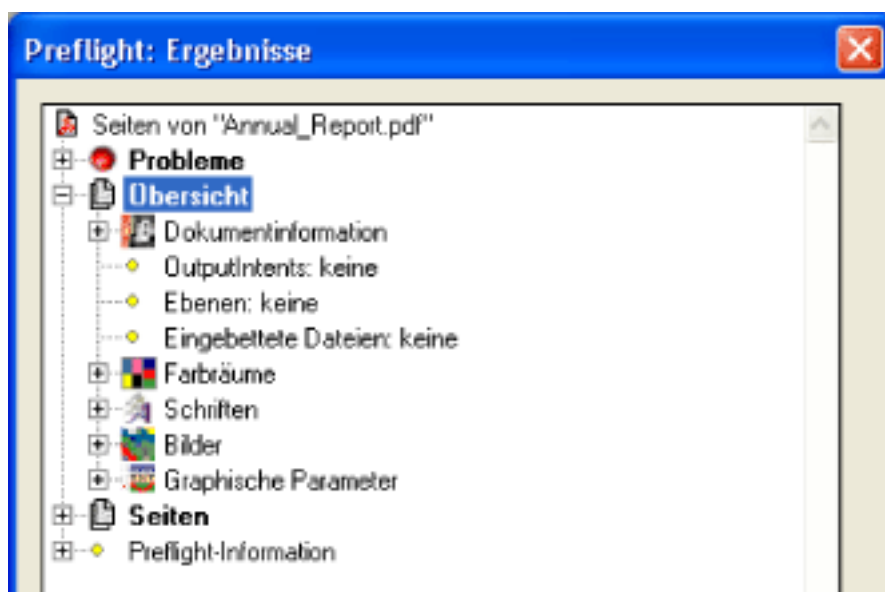 Preflight: Ergebnisse
Seiten von "Annual_Report.pdf"
Probleme
Übersicht
Dokumentinformation
OutputIntents: keine
Ebenen: keine
Eingebettete Dateien: keine
Farbräume
Schriften
Bilder
Graphische Parameter
Seiten
Preflight-Information